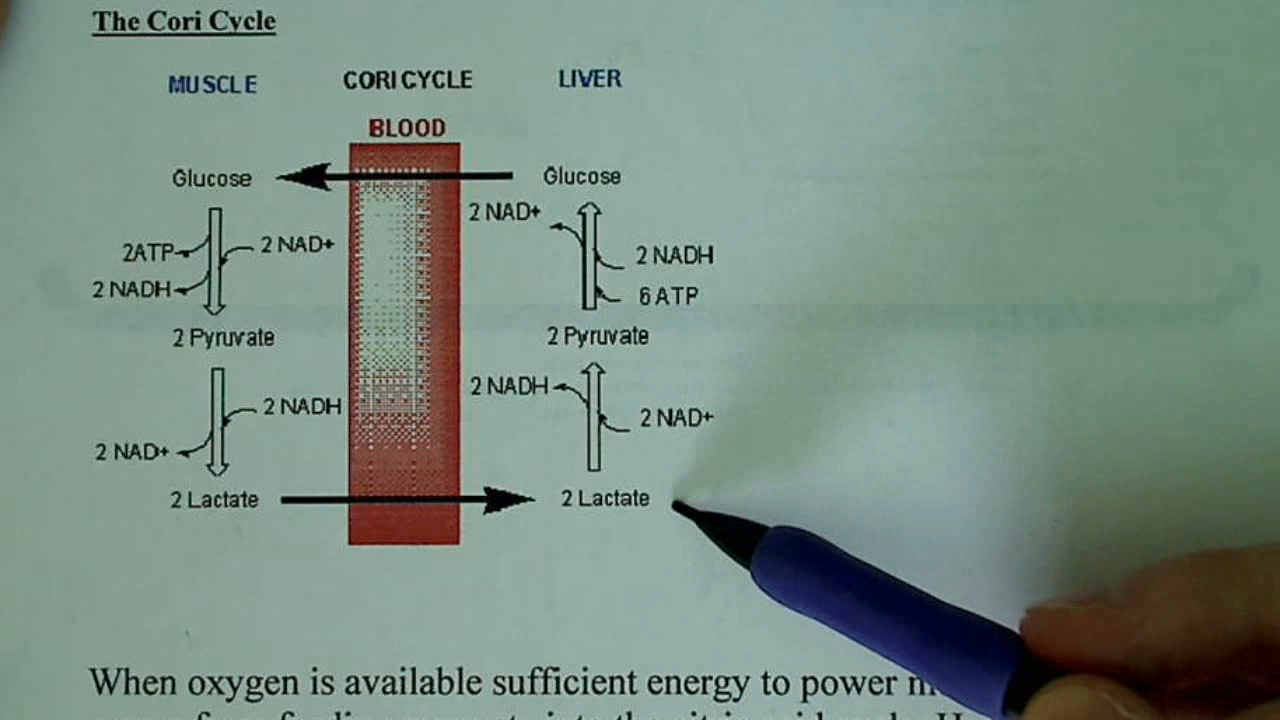 The Cori Cycle
MUSCLE CORI CYCLE LIVER
BLOOD
Glucose Glucose
2 NAD+
2ATP 2 NAD+ 2 NADH
2 NADH 6 ATP
2 Pyruvate 2 Pyruvate
2 NADH 2 NADH 2 NAD+
2 NAD+
2 Lactate 2 Lactate
When oxygen is available sufficient energy to power